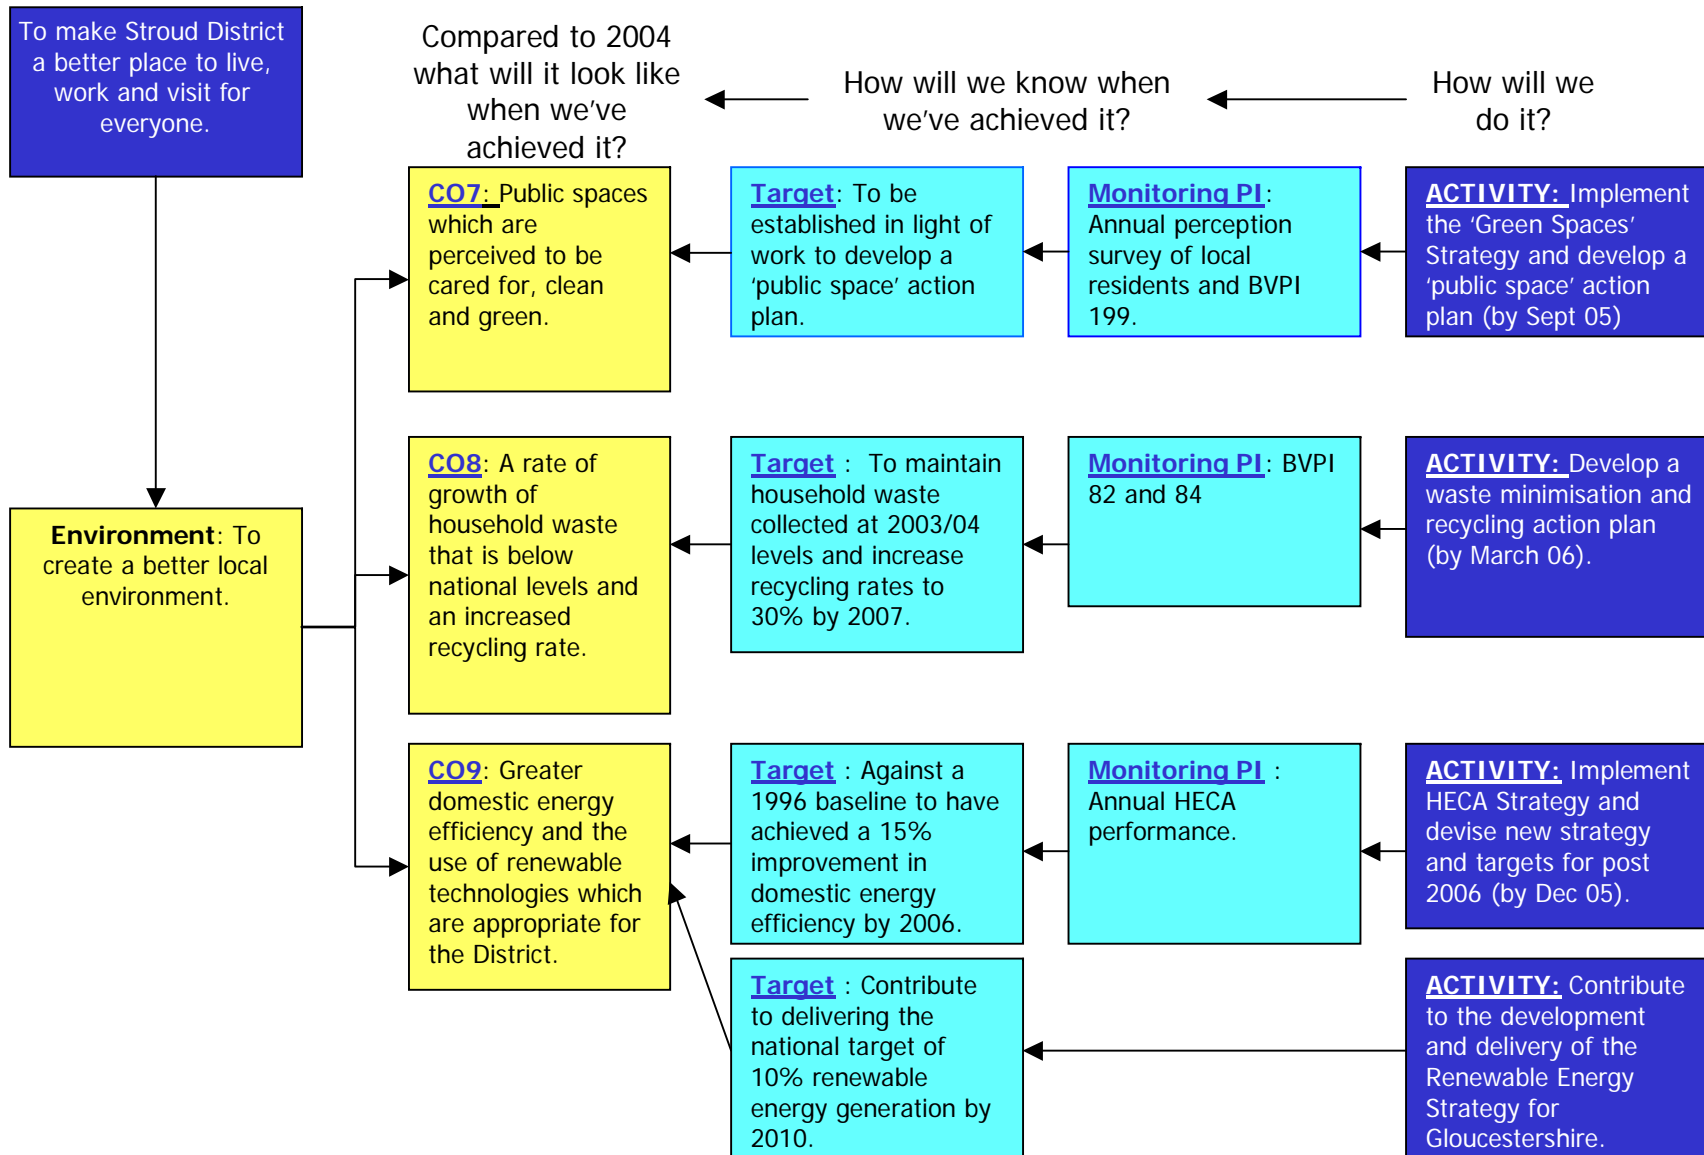 To make Stroud District
a better place to live,
work and visit for
everyone.
Compared to 2004
what will it look like
when we've
achieved it?
How will we know when
we've achieved it?
How will we
do it?
CO7: Public spaces
which are
perceived to be
cared for, clean
and green.
Target: To be
established in light of
work to develop a
‘public space’ action
plan.
Monitoring PI:
Annual perception
survey of local
residents and BVPI
199.
ACTIVITY: Implement
the ‘Green Spaces’
Strategy and develop a
‘public space’ action
plan (by Sept 05)
Environment: To
create a better local
environment.
CO8: A rate of
growth of
household waste
that is below
national levels and
an increased
recycling rate.
Target : To maintain
household waste
collected at 2003/04
levels and increase
recycling rates to
30% by 2007.
Monitoring PI: BVPI
82 and 84
ACTIVITY: Develop a
waste minimisation and
recycling action plan
(by March 06).
CO9: Greater
domestic energy
efficiency and the
use of renewable
technologies which
are appropriate for
the District.
Target : Against a
1996 baseline to have
achieved a 15%
improvement in
domestic energy
efficiency by 2006.
Monitoring PI :
Annual HECA
performance.
ACTIVITY: Implement
HECA Strategy and
devise new strategy
and targets for post
2006 (by Dec 05).
Target : Contribute
to delivering the
national target of
10% renewable
energy generation by
2010.
ACTIVITY: Contribute
to the development
and delivery of the
Renewable Energy
Strategy for
Gloucestershire.